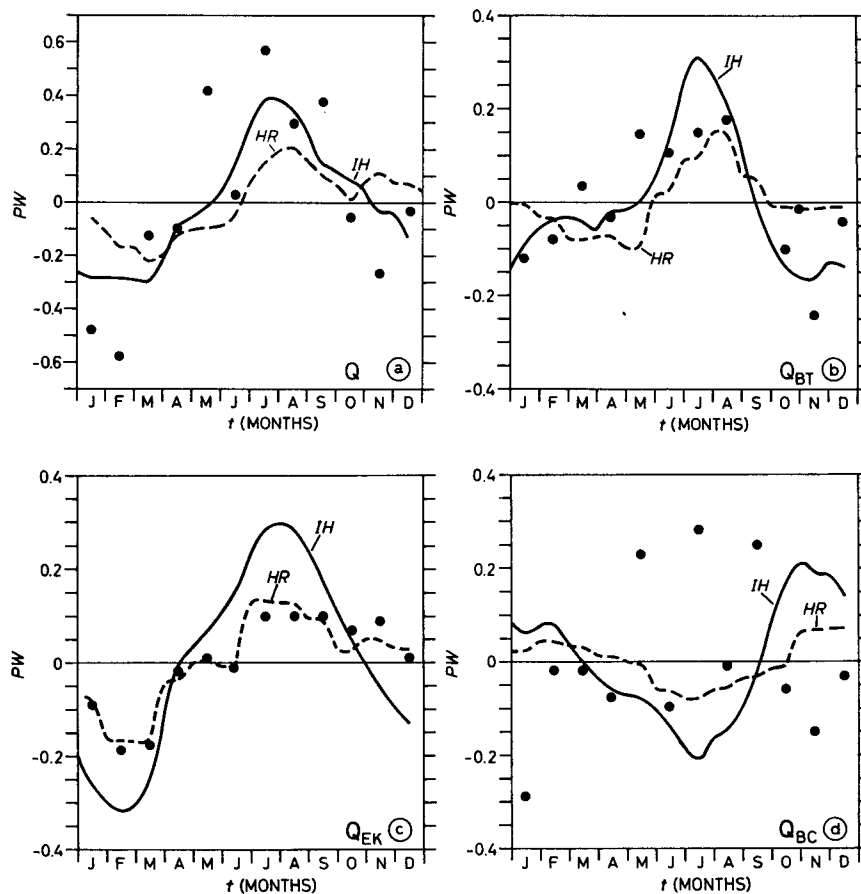 0.6
0.4
0.2
0
-0.2
-0.4
-0.6
PW
HR
IH
Q a
J F M A M J J A S O N D
t (MONTHS)
0.4
0.2
0
-0.2
-0.4
IH
HR
Q_BT b
J F M A M J J A S O N D
t (MONTHS)
0.4
0.2
0
-0.2
-0.4
PW
IH
HR
Q_EK c
J F M A M J J A S O N D
t (MONTHS)
0.4
0.2
0
-0.2
-0.4
PW
IH
HR
Q_BC d
J F M A M J J A S O N D
t (MONTHS)